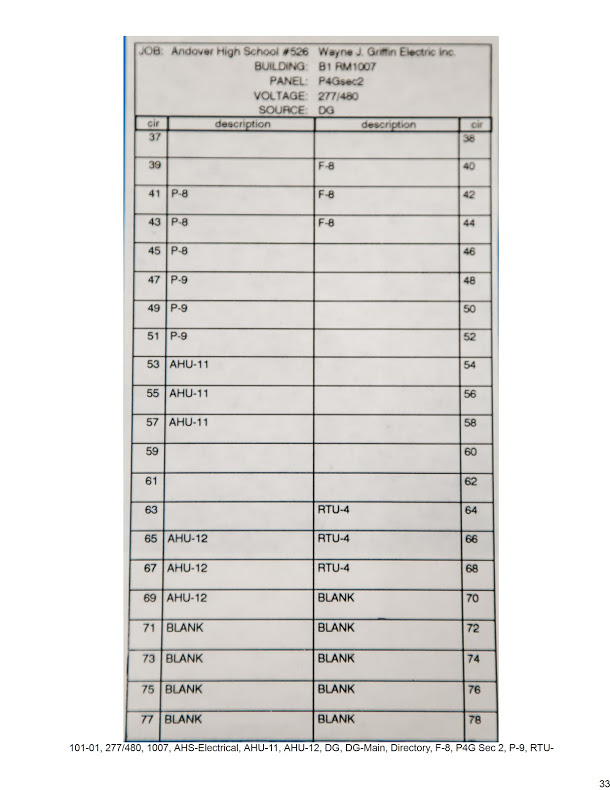 JOB: Andover High School #526 Wayne J. Griffin Electric Inc.
BUILDING: B1 RM1007
PANEL: P4Gsec2
VOLTAGE: 277/480
SOURCE: DG
cir description description cir
37 38
39 F-8 40
41 P-8 F-8 42
43 P-8 F-8 44
45 P-8 46
47 P-9 48
49 P-9 50
51 P-9 52
53 AHU-11 54
55 AHU-11 56
57 AHU-11 58
59 60
61 62
63 RTU-4 64
65 AHU-12 RTU-4 66
67 AHU-12 RTU-4 68
69 AHU-12 BLANK 70
71 BLANK BLANK 72
73 BLANK BLANK 74
75 BLANK BLANK 76
77 BLANK BLANK 78
101-01, 277/480, 1007, AHS-Electrical, AHU-11, AHU-12, DG, DG-Main, Directory, F-8, P4G Sec 2, P-9, RTU-
33